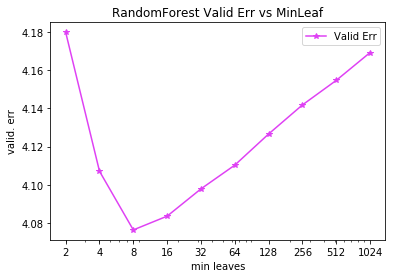 RandomForest Valid Err vs MinLeaf
Valid Err
valid. err
4.18
4.16
4.14
4.12
4.10
4.08
2 4 8 16 32 64 128 256 512 1024
min leaves